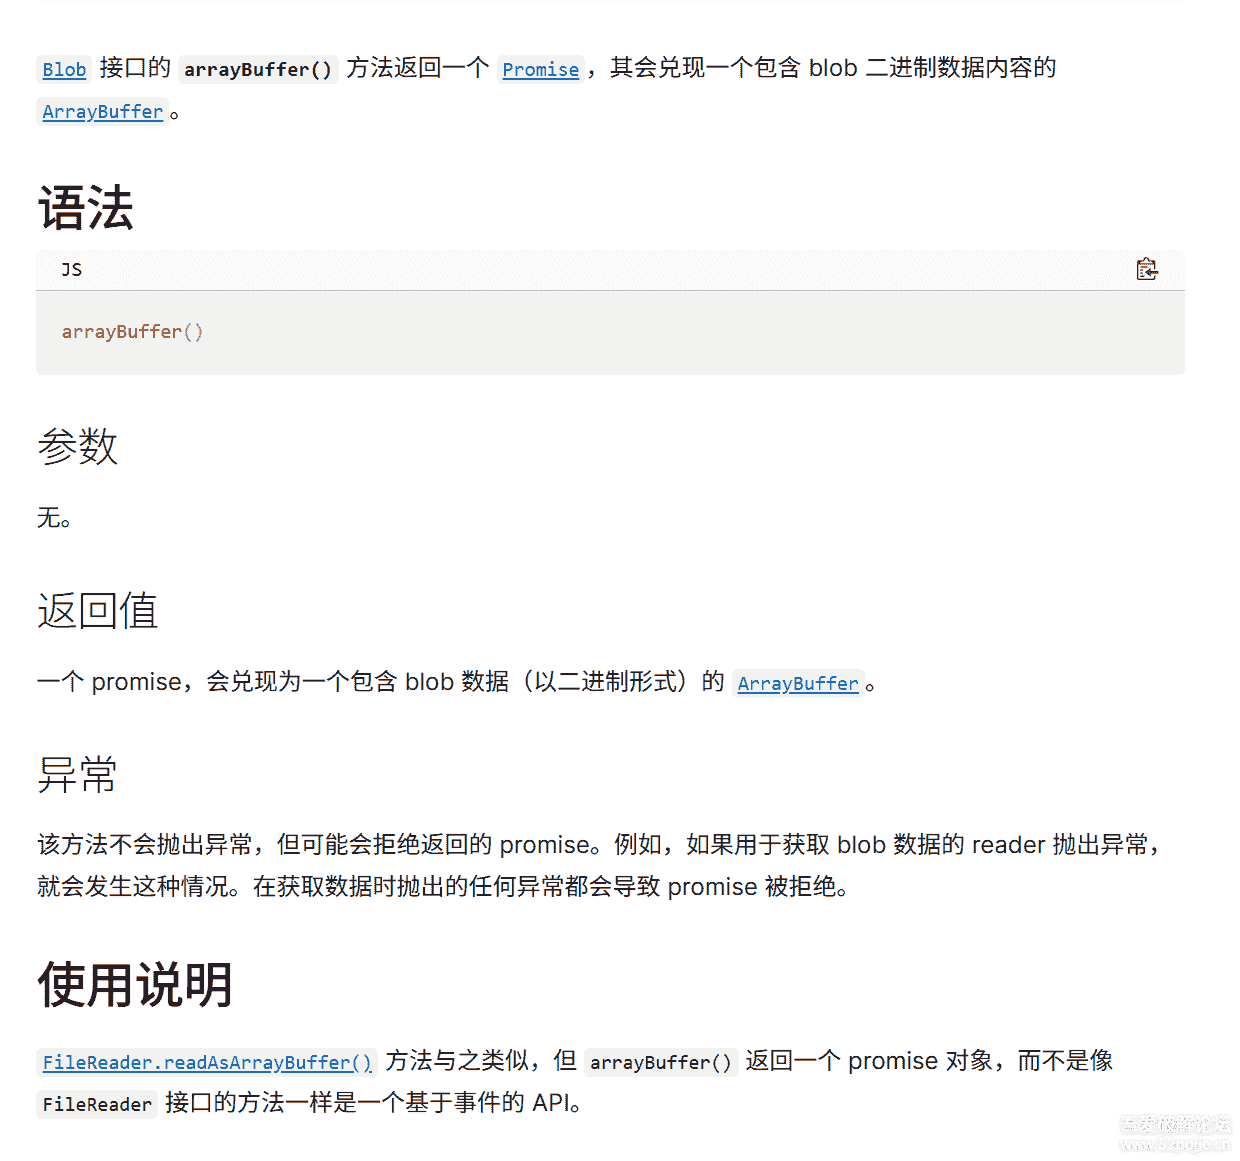 Blob 接口的 arrayBuffer() 方法返回一个 Promise，其会兑现一个包含 blob 二进制数据内容的
ArrayBuffer。
语法
JS
arrayBuffer()
参数
无。
返回值
一个 promise，会兑现为一个包含 blob 数据（以二进制形式）的 ArrayBuffer。
异常
该方法不会抛出异常，但可能会拒绝返回的 promise。例如，如果用于获取 blob 数据的 reader 抛出异常，
就会发生这种情况。在获取数据时抛出的任何异常都会导致 promise 被拒绝。
使用说明
FileReader.readAsArrayBuffer() 方法与之类似，但 arrayBuffer() 返回一个 promise 对象，而不是像
FileReader 接口的方法一样是一个基于事件的 API。
吾爱破解论坛
www.52pojie.cn